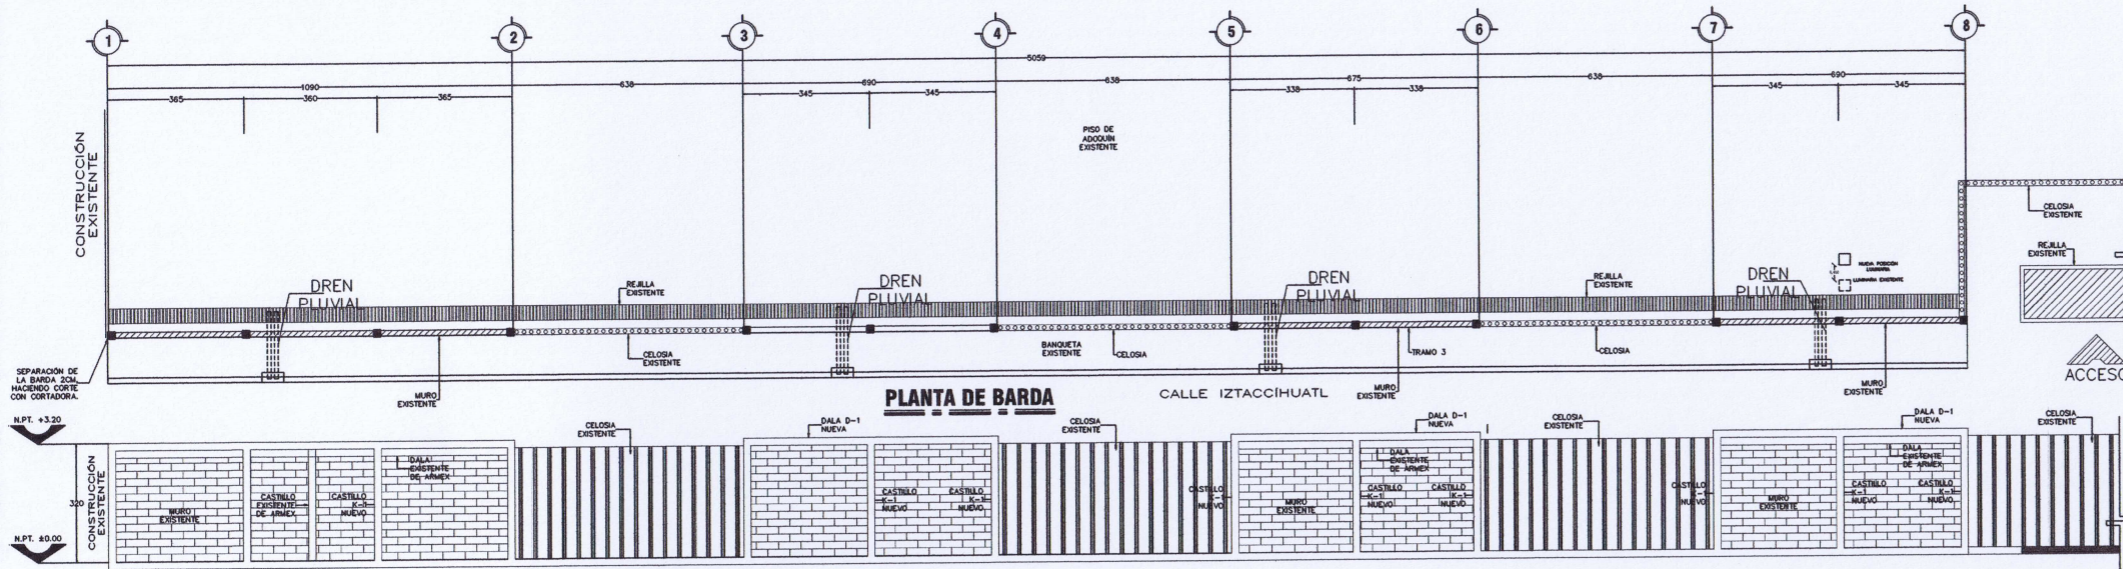 1
2
3
4
5
6
7
8
5059
1090
638
690
638
675
638
690
365
360
365
345
345
338
338
345
345
CONSTRUCCIÓN
EXISTENTE
PISO DE
ADOQUÍN
EXISTENTE
CELOSIA
EXISTENTE
REJILLA
EXISTENTE
NUEVA POSICIÓN
LUMINARIA
LUMINARIA EXISTENTE
DREN
PLUVIAL
REJILLA
EXISTENTE
DREN
PLUVIAL
DREN
PLUVIAL
REJILLA
EXISTENTE
DREN
PLUVIAL
SEPARACIÓN DE
LA BARDA 2CM.
HACIENDO CORTE
CON CORTADORA.
MURO
EXISTENTE
CELOSIA
EXISTENTE
BANQUETA
EXISTENTE
CELOSIA
TRAMO 3
MURO
EXISTENTE
CELOSIA
MURO
EXISTENTE
ACCESO
PLANTA DE BARDA
CALLE IZTACCÍHUATL
N.PT. +3.20
320
N.PT. ±0.00
CONSTRUCCIÓN
EXISTENTE
MURO
EXISTENTE
CASTILLO
EXISTENTE
DE ARMEX
CASTILLO
K-1
NUEVO
DALA
EXISTENTE
DE ARMEX
CELOSIA
EXISTENTE
DALA D-1
NUEVA
CASTILLO
K-1
NUEVO
CASTILLO
K-1
NUEVO
CELOSIA
EXISTENTE
CASTILLO
K-1
NUEVO
MURO
EXISTENTE
DALA D-1
NUEVA
DALA
EXISTENTE
DE ARMEX
CASTILLO
K-1
NUEVO
CASTILLO
K-1
NUEVO
CELOSIA
EXISTENTE
CASTILLO
K-1
NUEVO
MURO
EXISTENTE
DALA D-1
NUEVA
DALA
EXISTENTE
DE ARMEX
CASTILLO
K-1
NUEVO
CASTILLO
K-1
NUEVO
CELOSIA
EXISTENTE